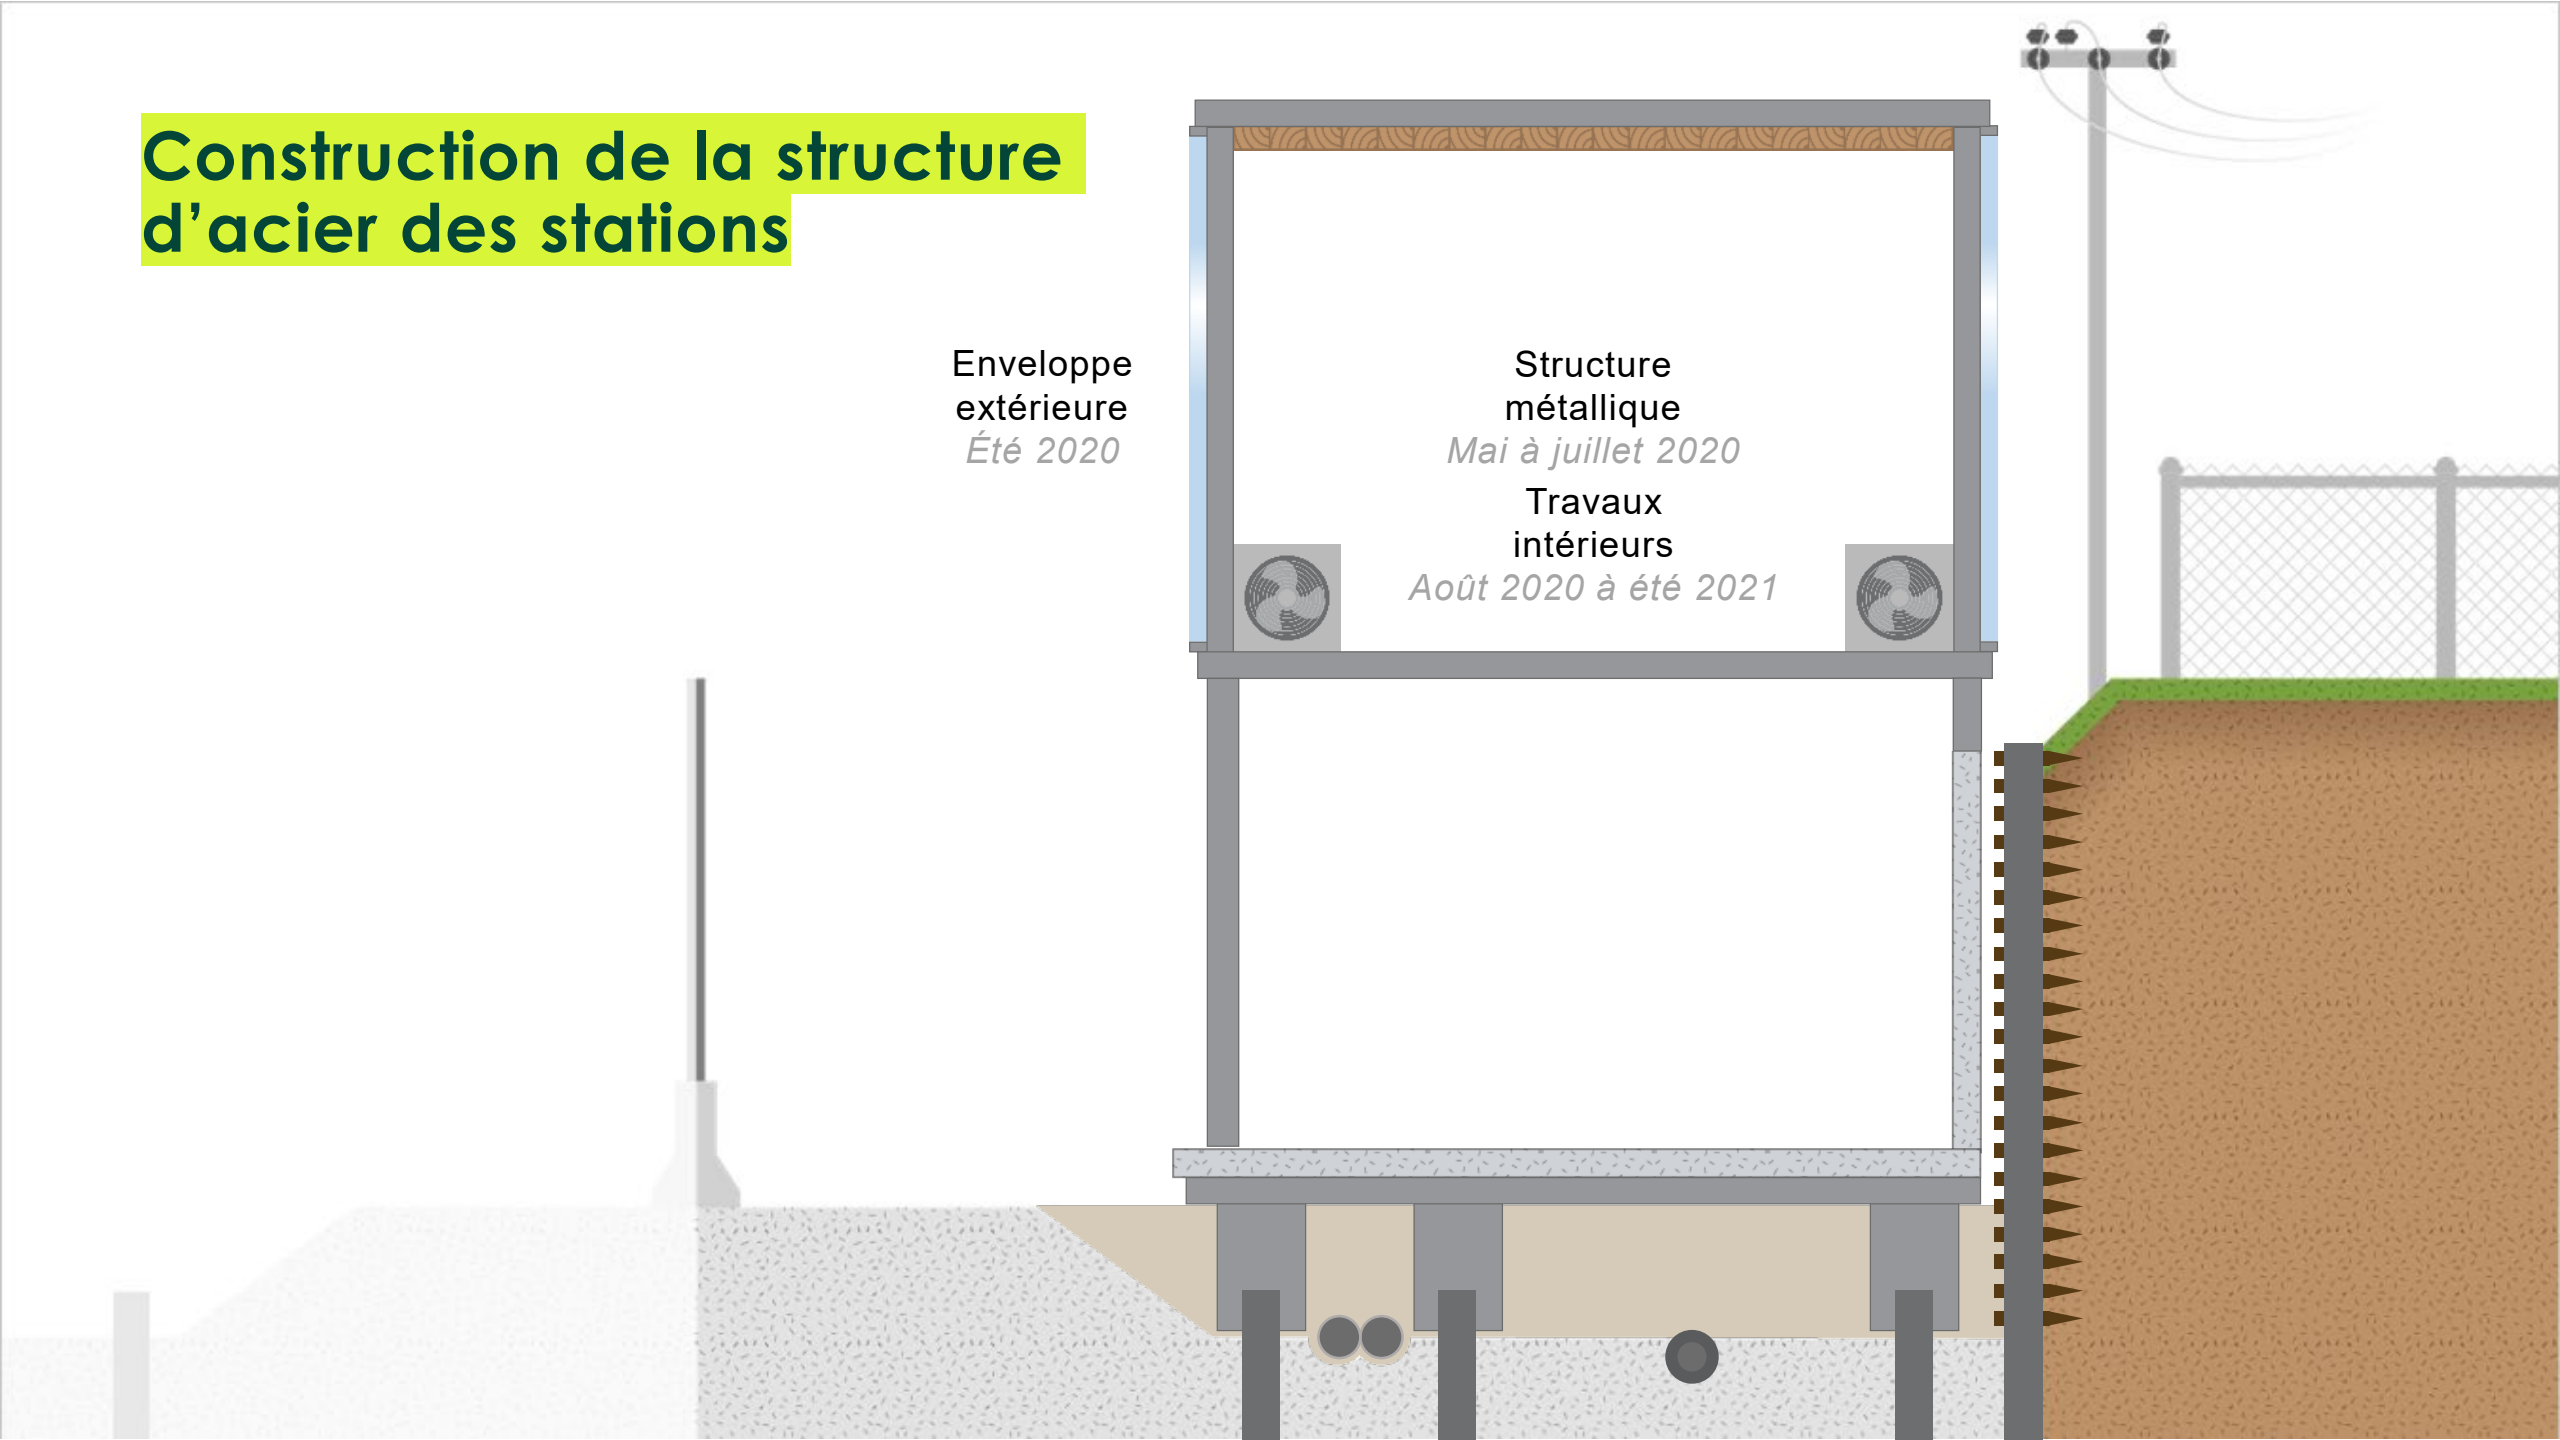 Construction de la structure
d’acier des stations
Enveloppe
extérieure
Été 2020
Structure
métallique
Mai à juillet 2020
Travaux
intérieurs
Août 2020 à été 2021